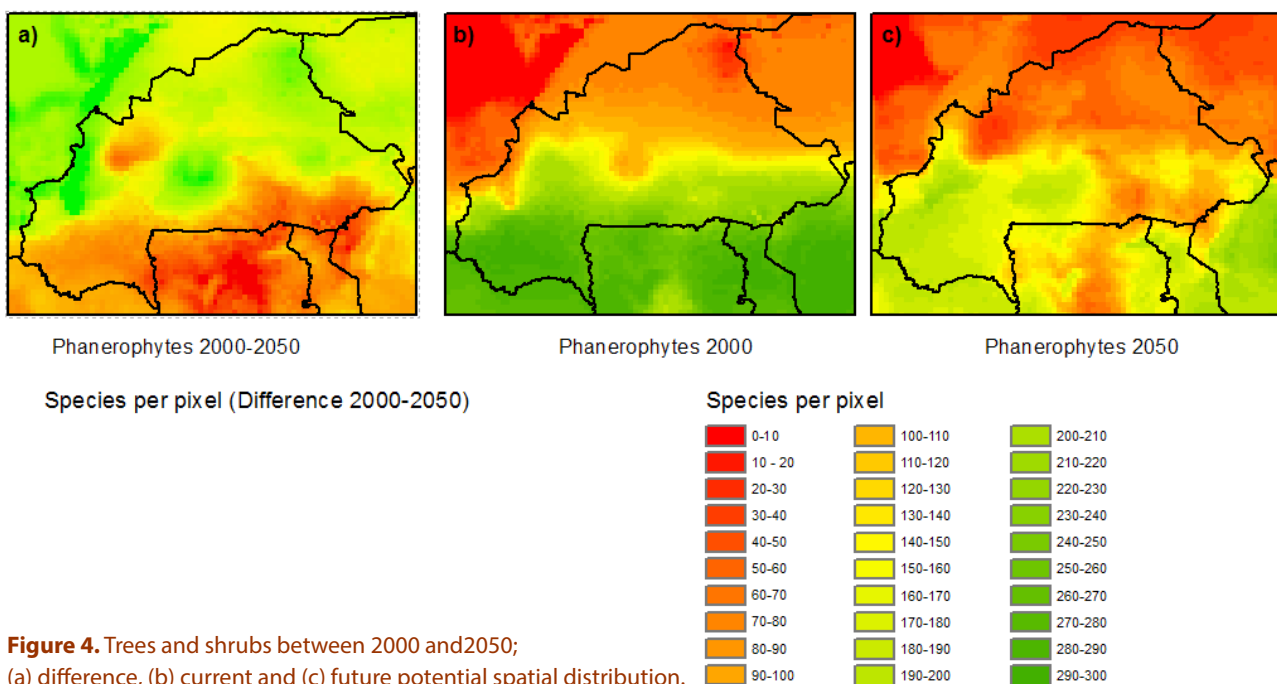 a)
b)
c)
Phanerophytes 2000-2050
Phanerophytes 2000
Phanerophytes 2050
Species per pixel (Difference 2000-2050)
Species per pixel
0-10
10 - 20
20-30
30-40
40-50
50-60
60-70
70-80
80-90
90-100
100-110
110-120
120-130
130-140
140-150
150-160
160-170
170-180
180-190
190-200
200-210
210-220
220-230
230-240
240-250
250-260
260-270
270-280
280-290
290-300
Figure 4. Trees and shrubs between 2000 and2050;
(a) difference, (b) current and (c) future potential spatial distribution.